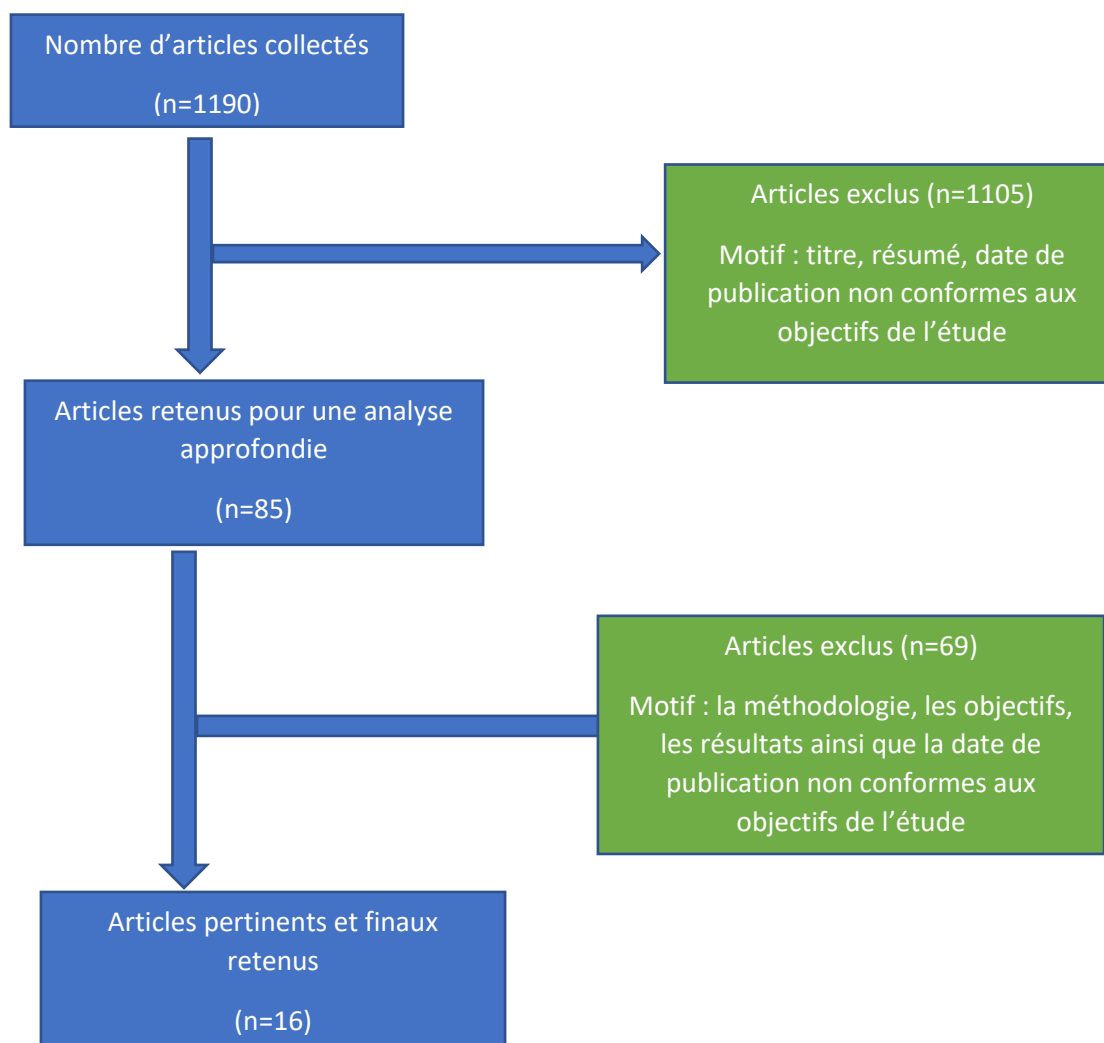 Nombre d’articles collectés
(n=1190)
Articles exclus (n=1105)
Motif : titre, résumé, date de
publication non conformes aux
objectifs de l’étude
Articles retenus pour une analyse
approfondie
(n=85)
Articles exclus (n=69)
Motif : la méthodologie, les objectifs,
les résultats ainsi que la date de
publication non conformes aux
objectifs de l’étude
Articles pertinents et finaux
retenus
(n=16)